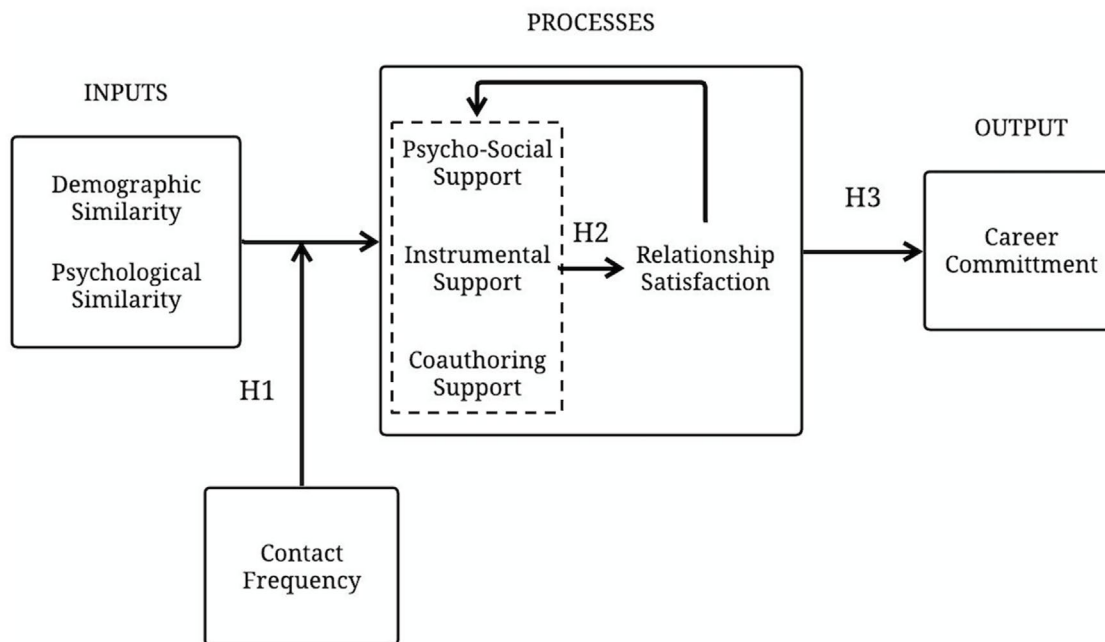 PROCESSES
INPUTS
Demographic
Similarity
Psychological
Similarity
H1
Contact
Frequency
Psycho-Social
Support
Instrumental
Support
Coauthoring
Support
H2
Relationship
Satisfaction
H3
OUTPUT
Career
Committment